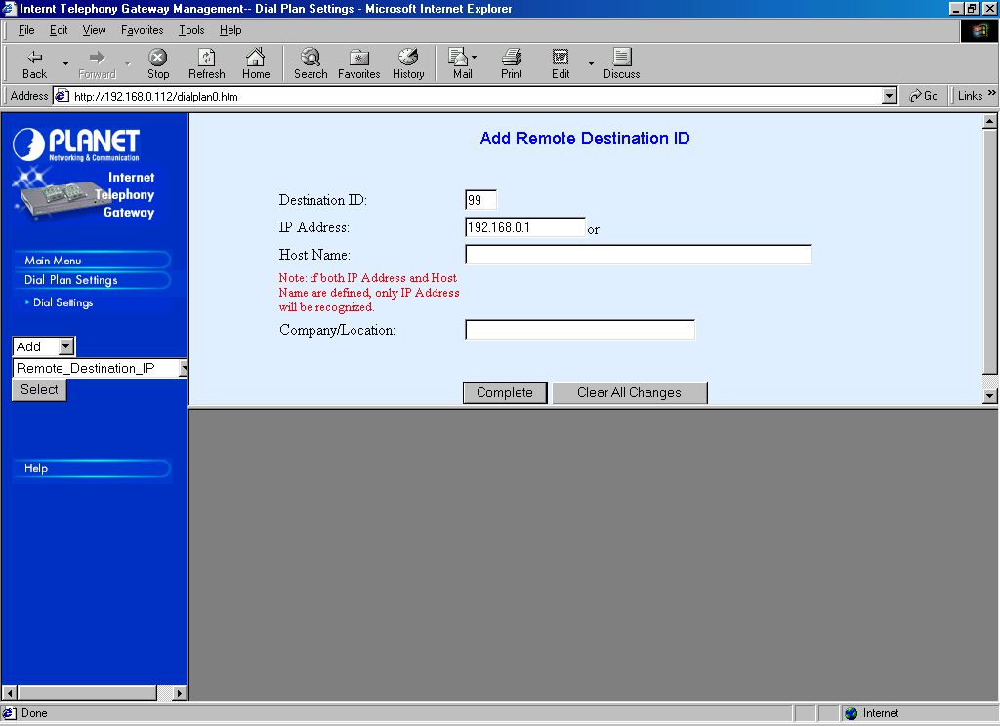 Internt Telephony Gateway Management-- Dial Plan Settings - Microsoft Internet Explorer
File Edit View Favorites Tools Help
Back Forward Stop Refresh Home Search Favorites History Mail Print Edit Discuss
Address http://192.168.0.112/dialplan0.htm Go Links »
PLANET
Networking & Communication
Internet
Telephony
Gateway
Main Menu
Dial Plan Settings
Dial Settings
Add
Remote_Destination_IP
Select
Help
Add Remote Destination ID
Destination ID: 99
IP Address: 192.168.0.1 or
Host Name:
Note: if both IP Address and Host
Name are defined, only IP Address
will be recognized.
Company/Location:
Complete Clear All Changes
Done Internet